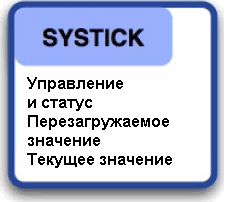 SYSTICK
Управление
и статус
Перезагружаемое
значение
Текущее значение